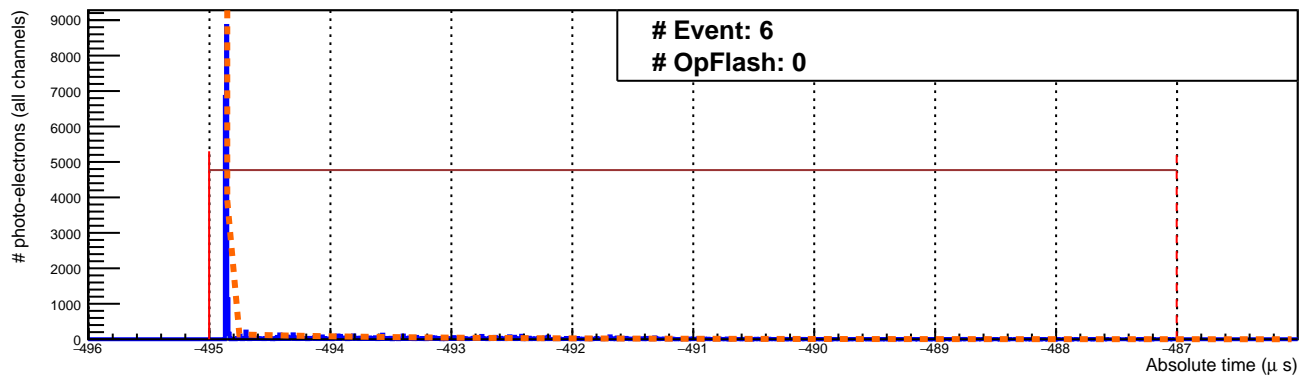 # Event: 6
# OpFlash: 0
# photo-electrons (all channels)
9000
8000
7000
6000
5000
4000
3000
2000
1000
0
−496 −495 −494 −493 −492 −491 −490 −489 −488 −487
Absolute time (μ s)